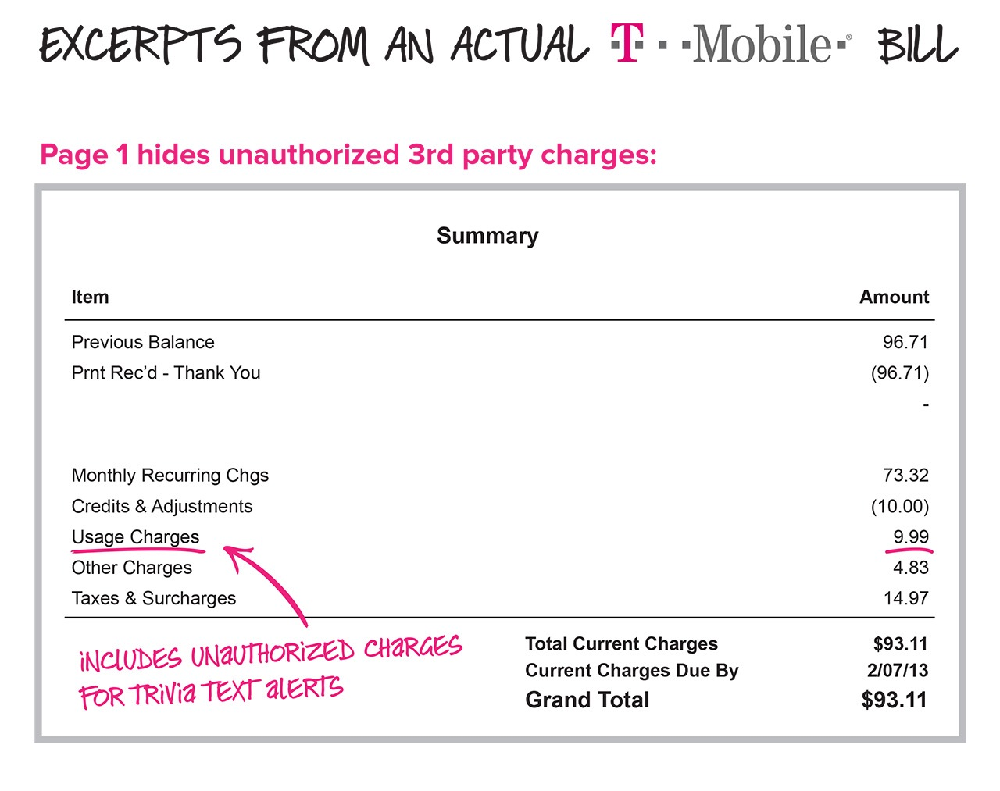 EXCERPTS FROM AN ACTUAL T··Mobile·® BILL
Page 1 hides unauthorized 3rd party charges:
Summary
Item Amount
Previous Balance 96.71
Prnt Rec’d - Thank You (96.71)
-
Monthly Recurring Chgs 73.32
Credits & Adjustments (10.00)
Usage Charges 9.99
Other Charges 4.83
Taxes & Surcharges 14.97
INCLUDES UNAUTHORIZED CHARGES
FOR TRIVIA TEXT ALERTS
Total Current Charges $93.11
Current Charges Due By 2/07/13
Grand Total $93.11